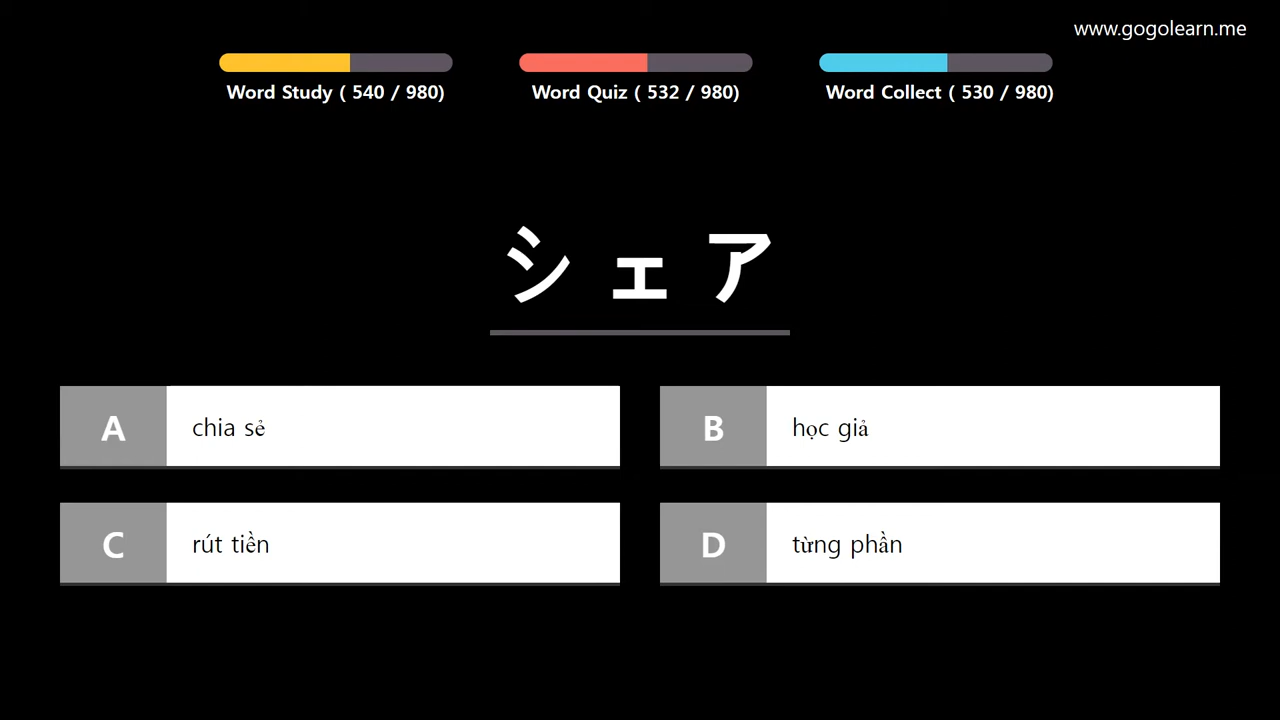 www.gogolearn.me
Word Study ( 540 / 980)
Word Quiz ( 532 / 980)
Word Collect ( 530 / 980)
シェア
A chia sẻ
B học giả
C rút tiền
D từng phần